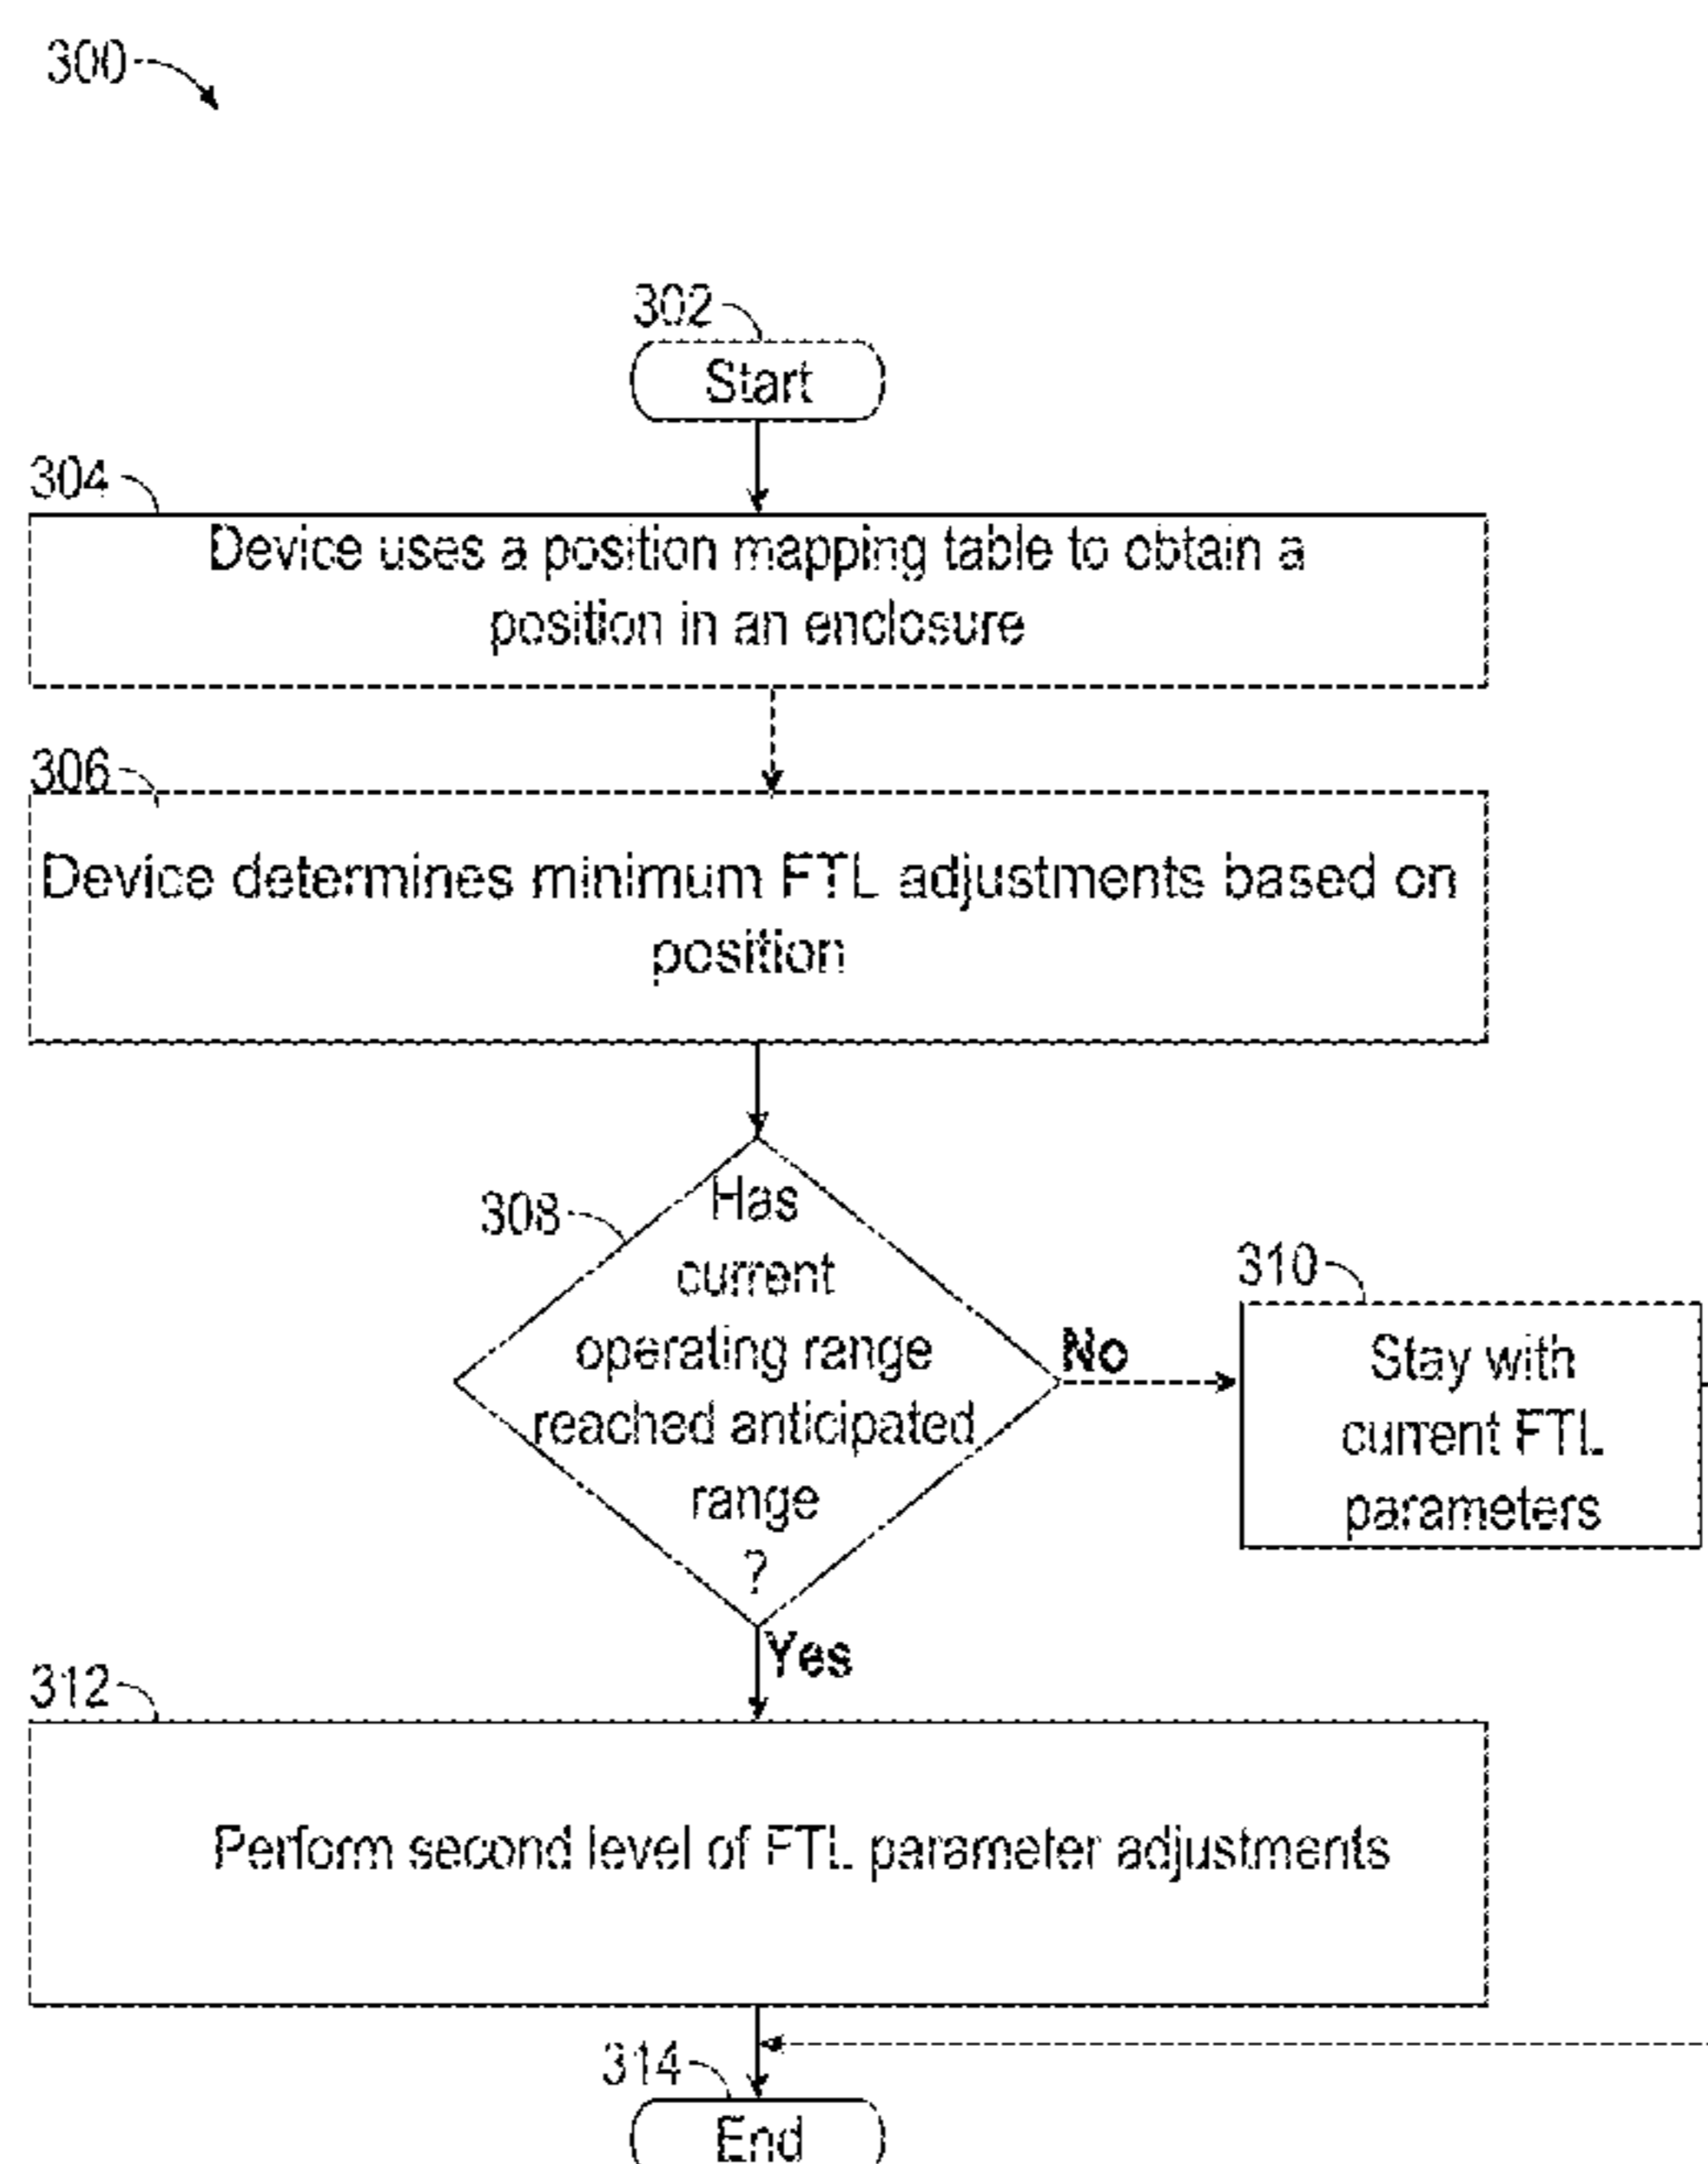 300
302
Start
304
Device uses a position mapping table to obtain a
position in an enclosure
306
Device determines minimum FTL adjustments based on
position
308
Has
current
operating range
reached anticipated
range
?
No
310
Stay with
current FTL
parameters
Yes
312
Perform second level of FTL parameter adjustments
314
End